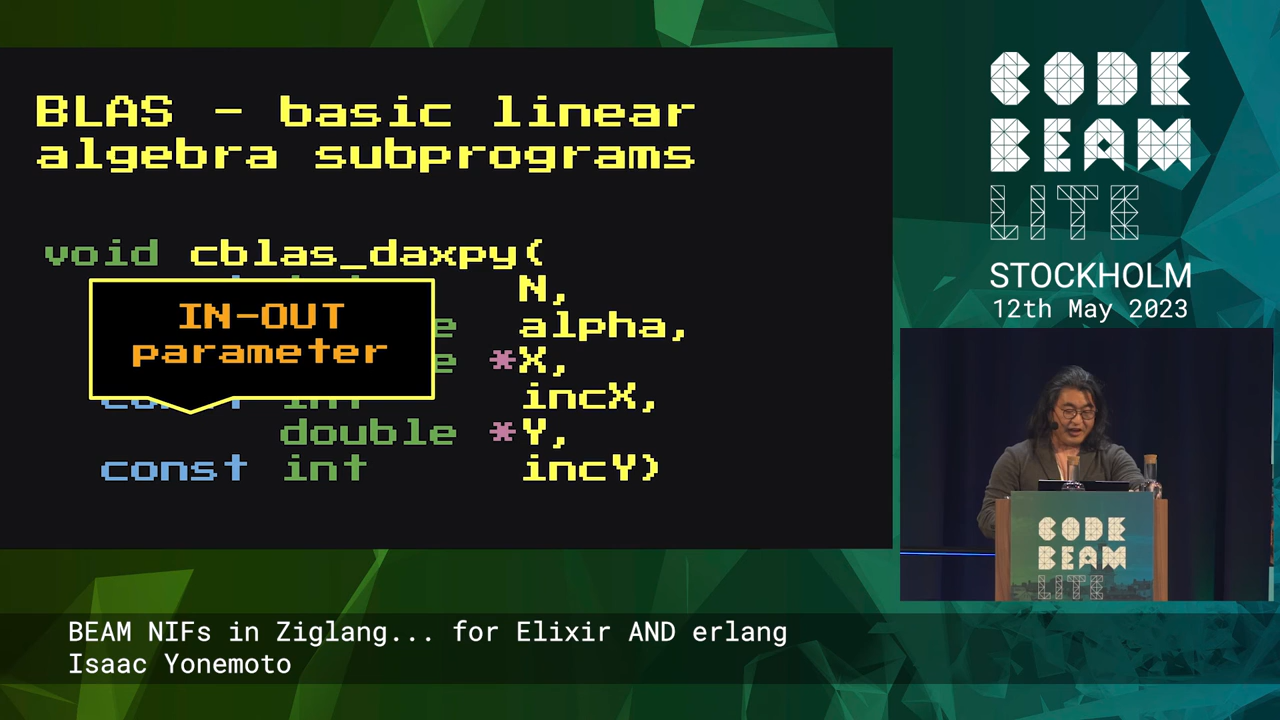 BLAS - basic linear
algebra subprograms
void cblas_daxpy(
N,
alpha,
*X,
incX,
double *Y,
const int incY)
IN-OUT
parameter
CODE
BEAM
LITE
STOCKHOLM
12th May 2023
CODE
BEAM
LITE
BEAM NIFs in Ziglang... for Elixir AND erlang
Isaac Yonemoto